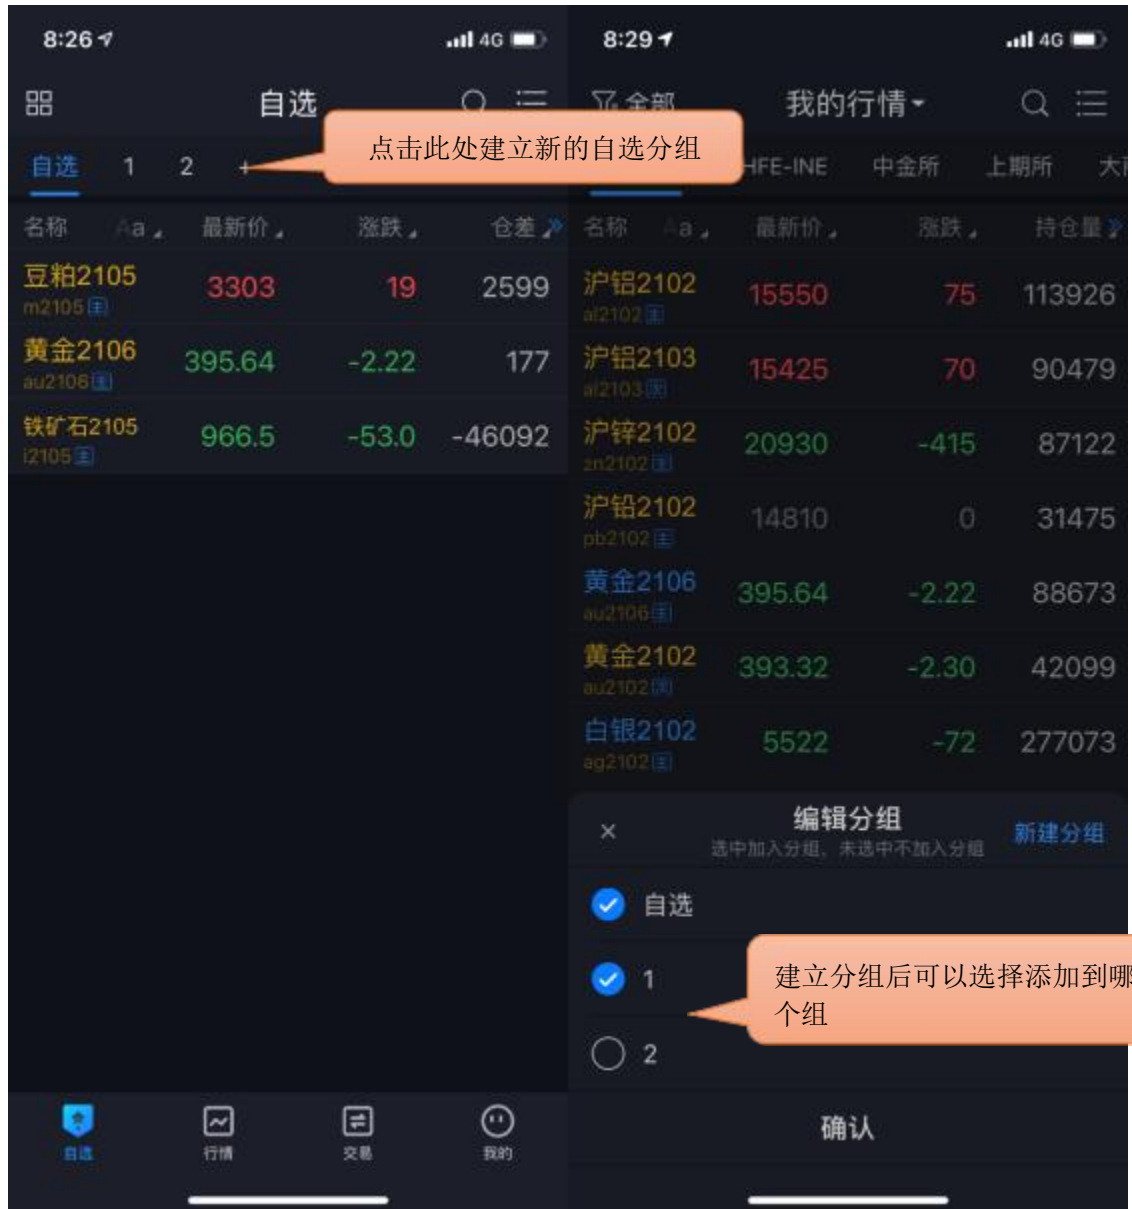 8:26
4G
自选
点击此处建立新的自选分组
自选 1 2 +
名称 Aa 最新价 涨跌 仓差
豆粕2105 3303 19 2599
m2105 主
黄金2106 395.64 -2.22 177
au2106 主
铁矿石2105 966.5 -53.0 -46092
i2105 主
自选 行情 交易 我的
8:29
4G
全部 我的行情
HFE-INE 中金所 上期所
名称 Aa 最新价 涨跌 持仓量
沪铝2102 15550 75 113926
al2102 主
沪铝2103 15425 70 90479
al2103
沪锌2102 20930 -415 87122
zn2102 主
沪铅2102 14810 0 31475
pb2102 主
黄金2106 395.64 -2.22 88673
au2106 主
黄金2102 393.32 -2.30 42099
au2102
白银2102 5522 -72 277073
ag2102 主
× 编辑分组 新建分组
选中加入分组，未选中不加入分组
自选
1
建立分组后可以选择添加到哪
个组
2
确认